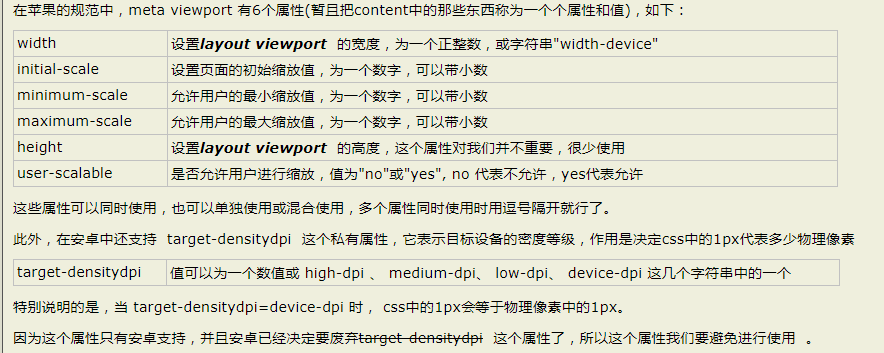 在苹果的规范中，meta viewport 有6个属性(暂且把content中的那些东西称为一个个属性和值)，如下：
width 设置layout viewport 的宽度，为一个正整数，或字符串"width-device"
initial-scale 设置页面的初始缩放值，为一个数字，可以带小数
minimum-scale 允许用户的最小缩放值，为一个数字，可以带小数
maximum-scale 允许用户的最大缩放值，为一个数字，可以带小数
height 设置layout viewport 的高度，这个属性对我们并不重要，很少使用
user-scalable 是否允许用户进行缩放，值为"no"或"yes", no 代表不允许，yes代表允许
这些属性可以同时使用，也可以单独使用或混合使用，多个属性同时使用时用逗号隔开就行了。
此外，在安卓中还支持 target-densitydpi 这个私有属性，它表示目标设备的密度等级，作用是决定css中的1px代表多少物理像素
target-densitydpi 值可以为一个数值或 high-dpi 、 medium-dpi、 low-dpi、 device-dpi 这几个字符串中的一个
特别说明的是，当 target-densitydpi=device-dpi 时， css中的1px会等于物理像素中的1px。
因为这个属性只有安卓支持，并且安卓已经决定要废弃target-densitydpi 这个属性了，所以这个属性我们要避免进行使用 。